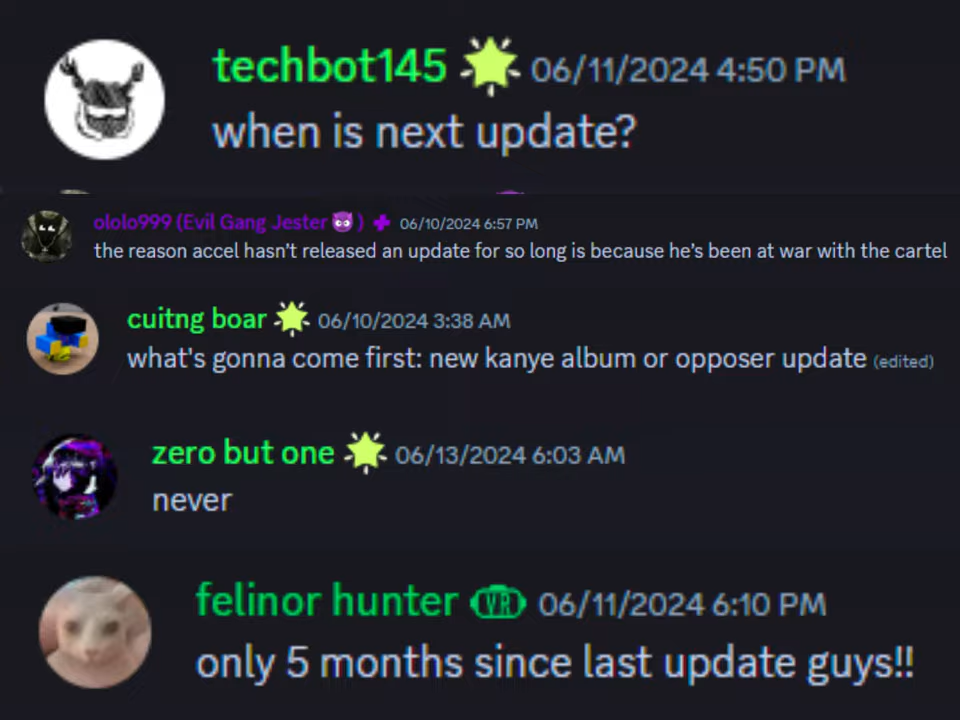 techbot145 06/11/2024 4:50 PM
when is next update?
ololo999 (Evil Gang Jester 😈 ) 06/10/2024 6:57 PM
the reason accel hasn't released an update for so long is because he's been at war with the cartel
cuitng boar 06/10/2024 3:38 AM
what's gonna come first: new kanye album or opposer update (edited)
zero but one 06/13/2024 6:03 AM
never
felinor hunter VR 06/11/2024 6:10 PM
only 5 months since last update guys!!